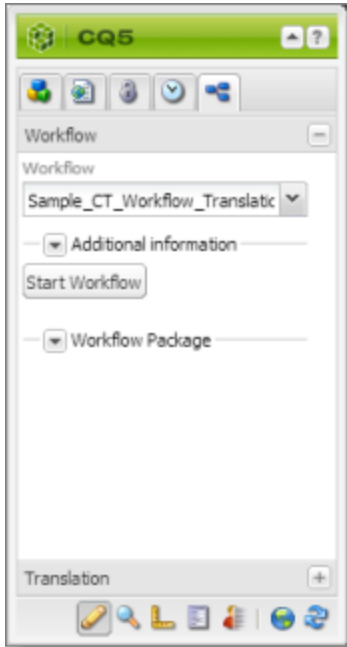 CQ5
?
Workflow
Workflow
Sample_CT_Workflow_Translatic
Additional information
Start Workflow
Workflow Package
Translation